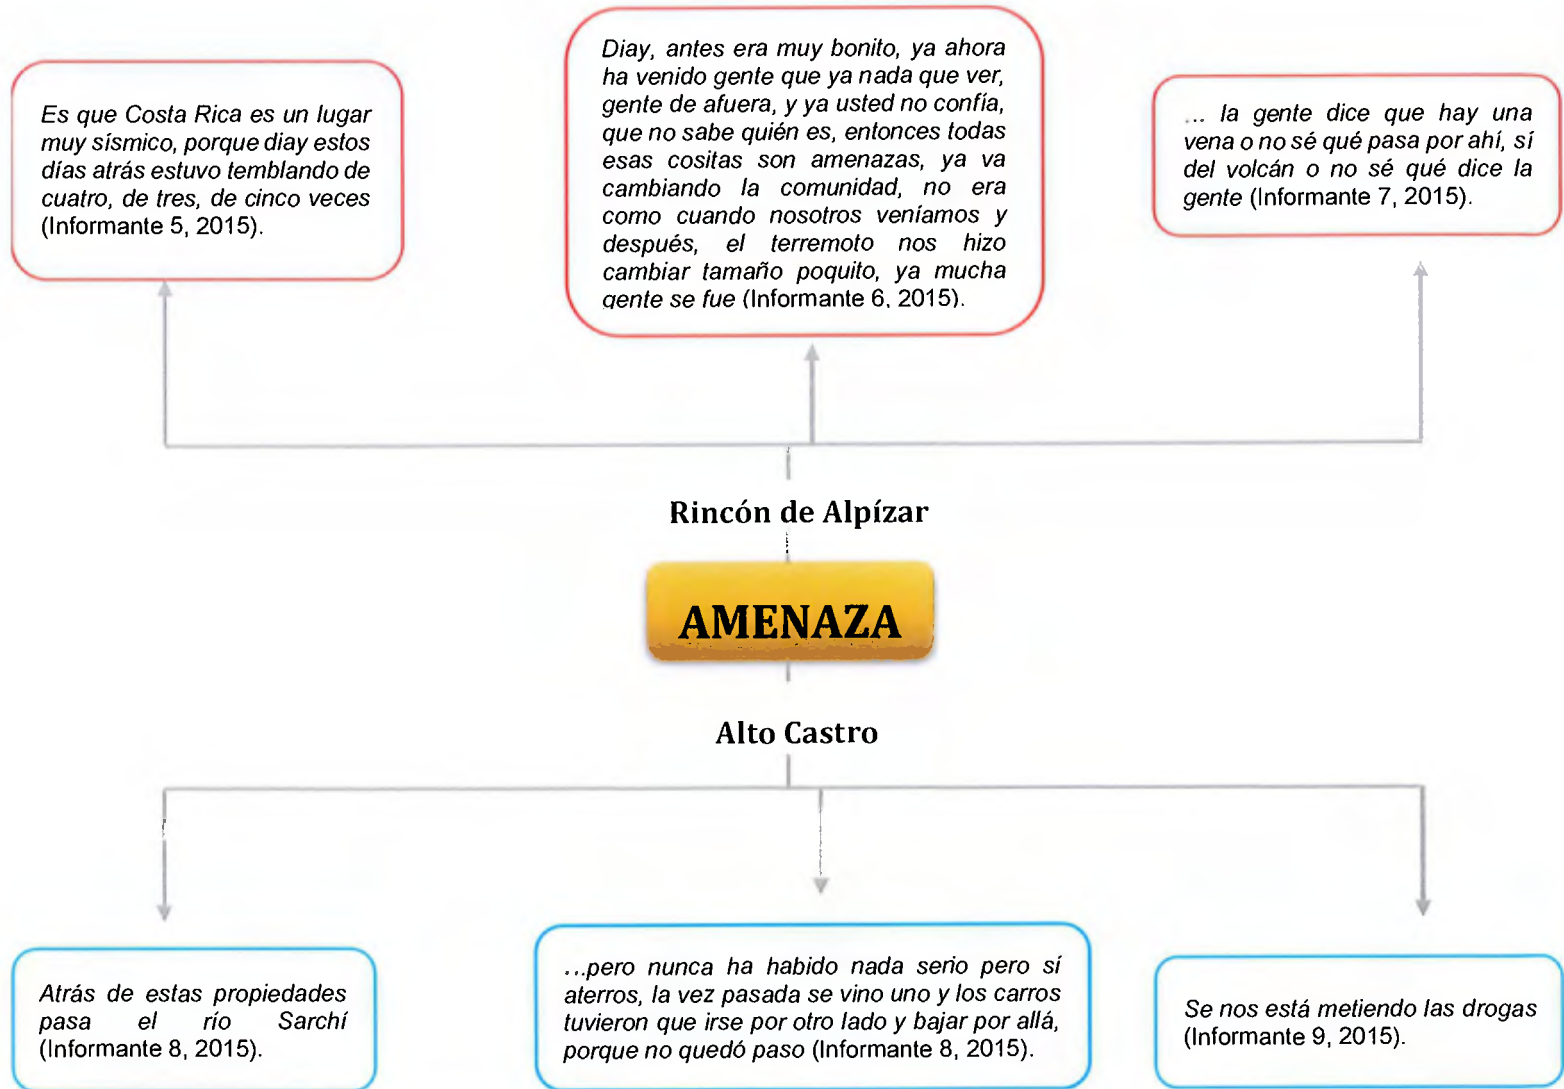 Es que Costa Rica es un lugar
muy sísmico, porque diay estos
días atrás estuvo temblando de
cuatro, de tres, de cinco veces
(Informante 5, 2015).
Diay, antes era muy bonito, ya ahora
ha venido gente que ya nada que ver,
gente de afuera, y ya usted no confía,
que no sabe quién es, entonces todas
esas cositas son amenazas, ya va
cambiando la comunidad, no era
como cuando nosotros veníamos y
después, el terremoto nos hizo
cambiar tamaño poquito, ya mucha
gente se fue (Informante 6, 2015).
... la gente dice que hay una
vena o no sé qué pasa por ahí, sí
del volcán o no sé qué dice la
gente (Informante 7, 2015).
Rincón de Alpízar
AMENAZA
Alto Castro
Atrás de estas propiedades
pasa el río Sarchí
(Informante 8, 2015).
...pero nunca ha habido nada serio pero sí
aterros, la vez pasada se vino uno y los carros
tuvieron que irse por otro lado y bajar por allá,
porque no quedó paso (Informante 8, 2015).
Se nos está metiendo las drogas
(Informante 9, 2015).